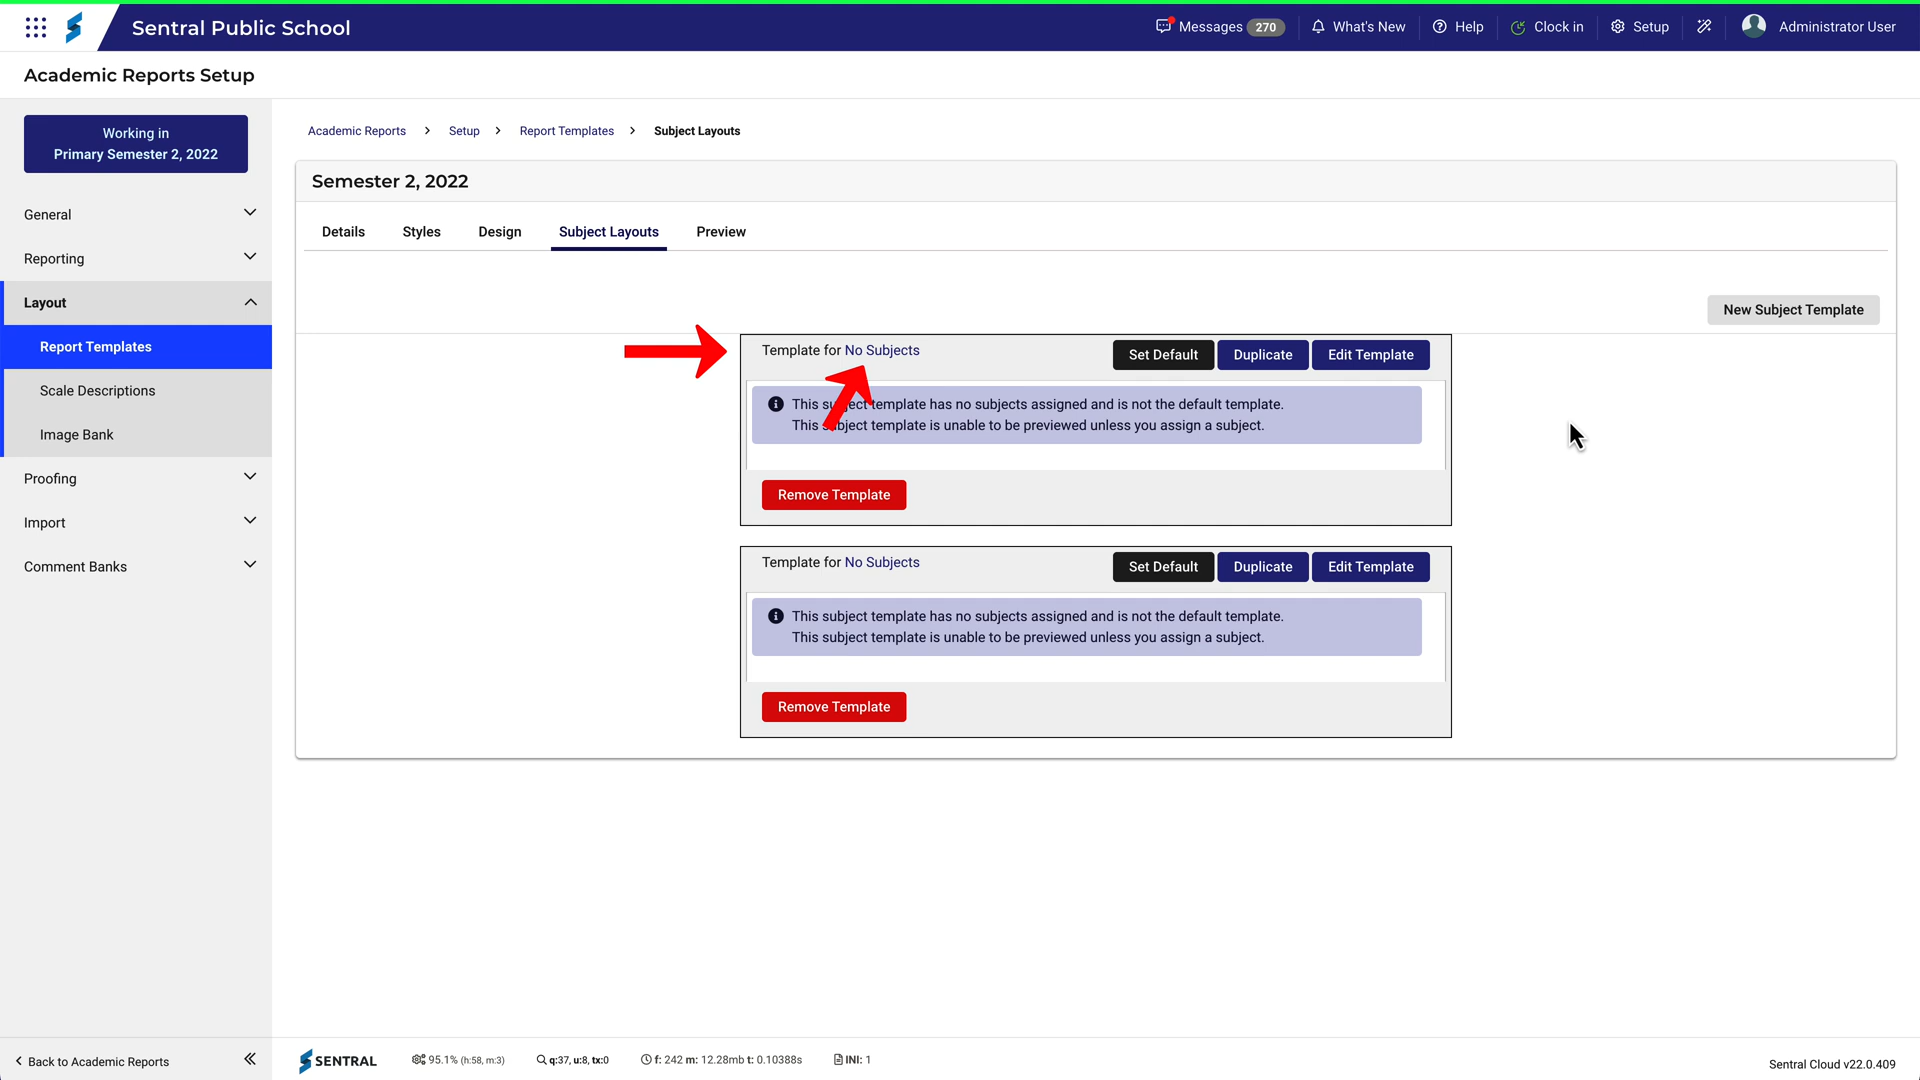 Sentral Public School
Messages 270
What's New
Help
Clock in
Setup
Administrator User
Academic Reports Setup
Working in
Primary Semester 2, 2022
General
Reporting
Layout
Report Templates
Scale Descriptions
Image Bank
Proofing
Import
Comment Banks
Back to Academic Reports
Academic Reports > Setup > Report Templates > Subject Layouts
Semester 2, 2022
Details Styles Design Subject Layouts Preview
New Subject Template
Template for No Subjects
Set Default Duplicate Edit Template
This subject template has no subjects assigned and is not the default template.
This subject template is unable to be previewed unless you assign a subject.
Remove Template
Template for No Subjects
Set Default Duplicate Edit Template
This subject template has no subjects assigned and is not the default template.
This subject template is unable to be previewed unless you assign a subject.
Remove Template
SENTRAL
95.1% (h:58, m:3)
q:37, u:8, tx:0
f: 242 m: 12.28mb t: 0.10388s
INI: 1
Sentral Cloud v22.0.409